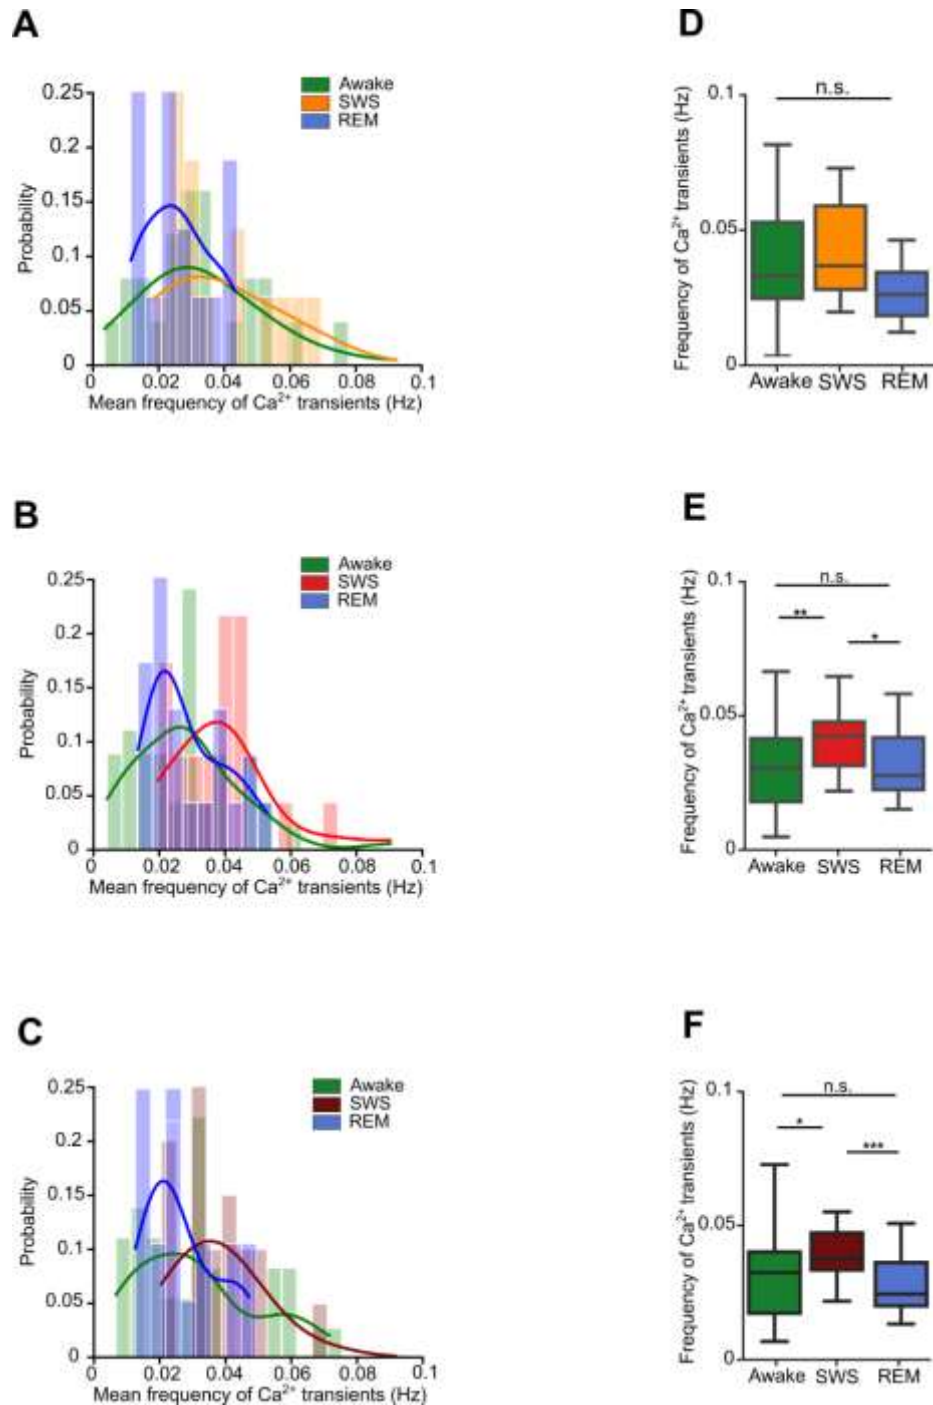 A
Awake
SWS
REM
0.25
0.2
0.15
0.1
0.05
0
Probability
0 0.02 0.04 0.06 0.08 0.1
Mean frequency of Ca²⁺ transients (Hz)
D
n.s.
0.1
0.05
0
Frequency of Ca²⁺ transients (Hz)
Awake SWS REM
B
Awake
SWS
REM
0.25
0.2
0.15
0.1
0.05
0
Probability
0 0.02 0.04 0.06 0.08 0.1
Mean frequency of Ca²⁺ transients (Hz)
E
n.s.
**
*
0.1
0.05
0
Frequency of Ca²⁺ transients (Hz)
Awake SWS REM
C
Awake
SWS
REM
0.25
0.2
0.15
0.1
0.05
0
Probability
0 0.02 0.04 0.06 0.08 0.1
Mean frequency of Ca²⁺ transients (Hz)
F
n.s.
*
***
0.1
0.05
0
Frequency of Ca²⁺ transients (Hz)
Awake SWS REM